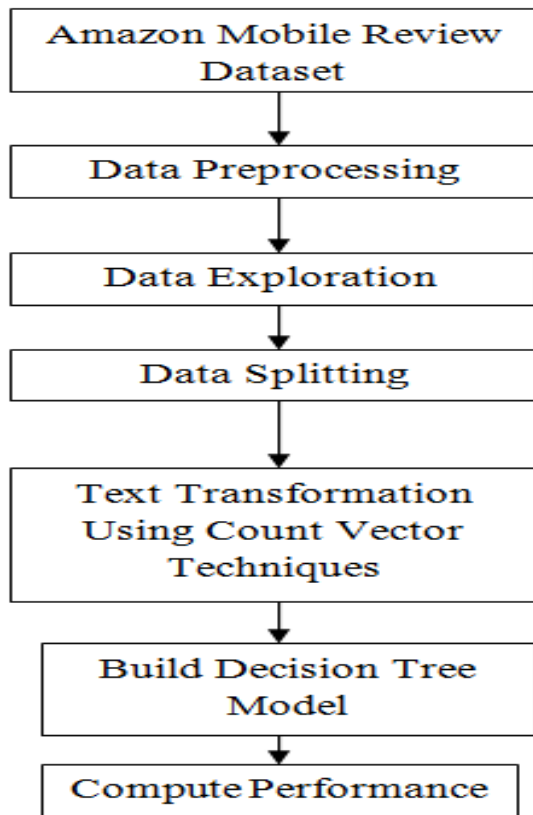 Amazon Mobile Review
Dataset
Data Preprocessing
Data Exploration
Data Splitting
Text Transformation
Using Count Vector
Techniques
Build Decision Tree
Model
Compute Performance